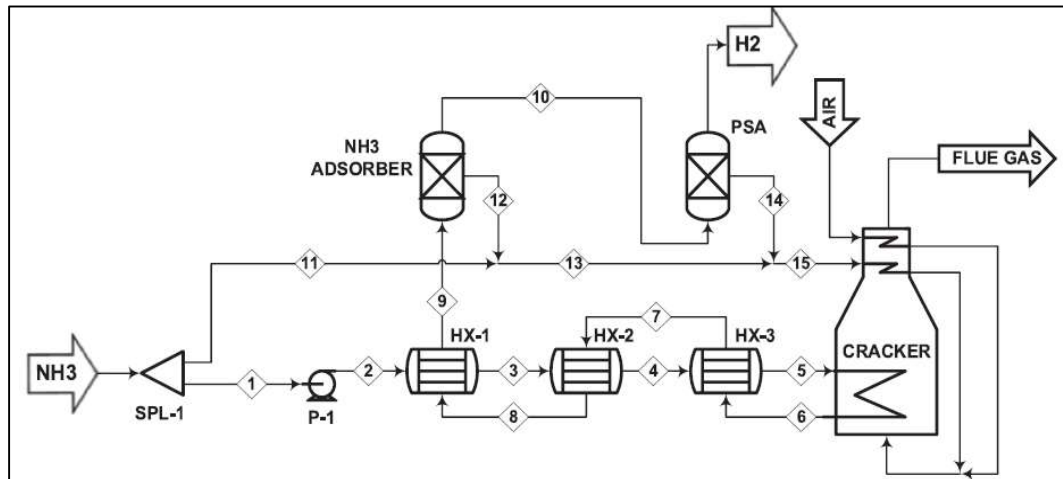 H2
10
AIR
PSA
NH3
ADSORBER
FLUE GAS
12
14
11
13
15
9
HX-1
HX-2
7
HX-3
CRACKER
NH3
1
2
3
4
5
SPL-1
P-1
8
6